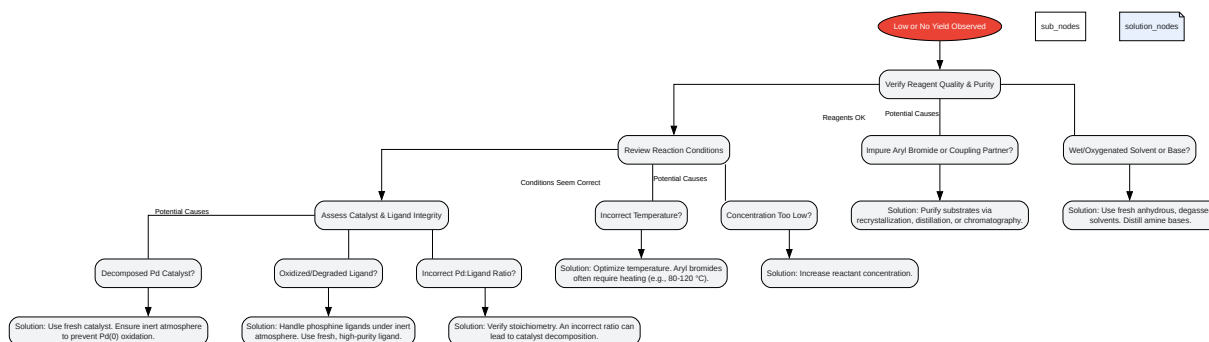 Low or No Yield Observed
sub_nodes
solution_nodes
Verify Reagent Quality & Purity
Reagents OK
Potential Causes
Review Reaction Conditions
Impure Aryl Bromide or Coupling Partner?
Wet/Oxygenated Solvent or Base?
Conditions Seem Correct
Potential Causes
Potential Causes
Assess Catalyst & Ligand Integrity
Incorrect Temperature?
Concentration Too Low?
Solution: Purify substrates via
recrystallization, distillation, or chromatography.
Solution: Use fresh anhydrous, degasse
solvents. Distill amine bases.
Decomposed Pd Catalyst?
Oxidized/Degraded Ligand?
Incorrect Pd:Ligand Ratio?
Solution: Optimize temperature. Aryl bromides
often require heating (e.g., 80-120 °C).
Solution: Increase reactant concentration.
Solution: Use fresh catalyst. Ensure inert atmosphere
to prevent Pd(0) oxidation.
Solution: Handle phosphine ligands under inert
atmosphere. Use fresh, high-purity ligand.
Solution: Verify stoichiometry. An incorrect ratio can
lead to catalyst decomposition.